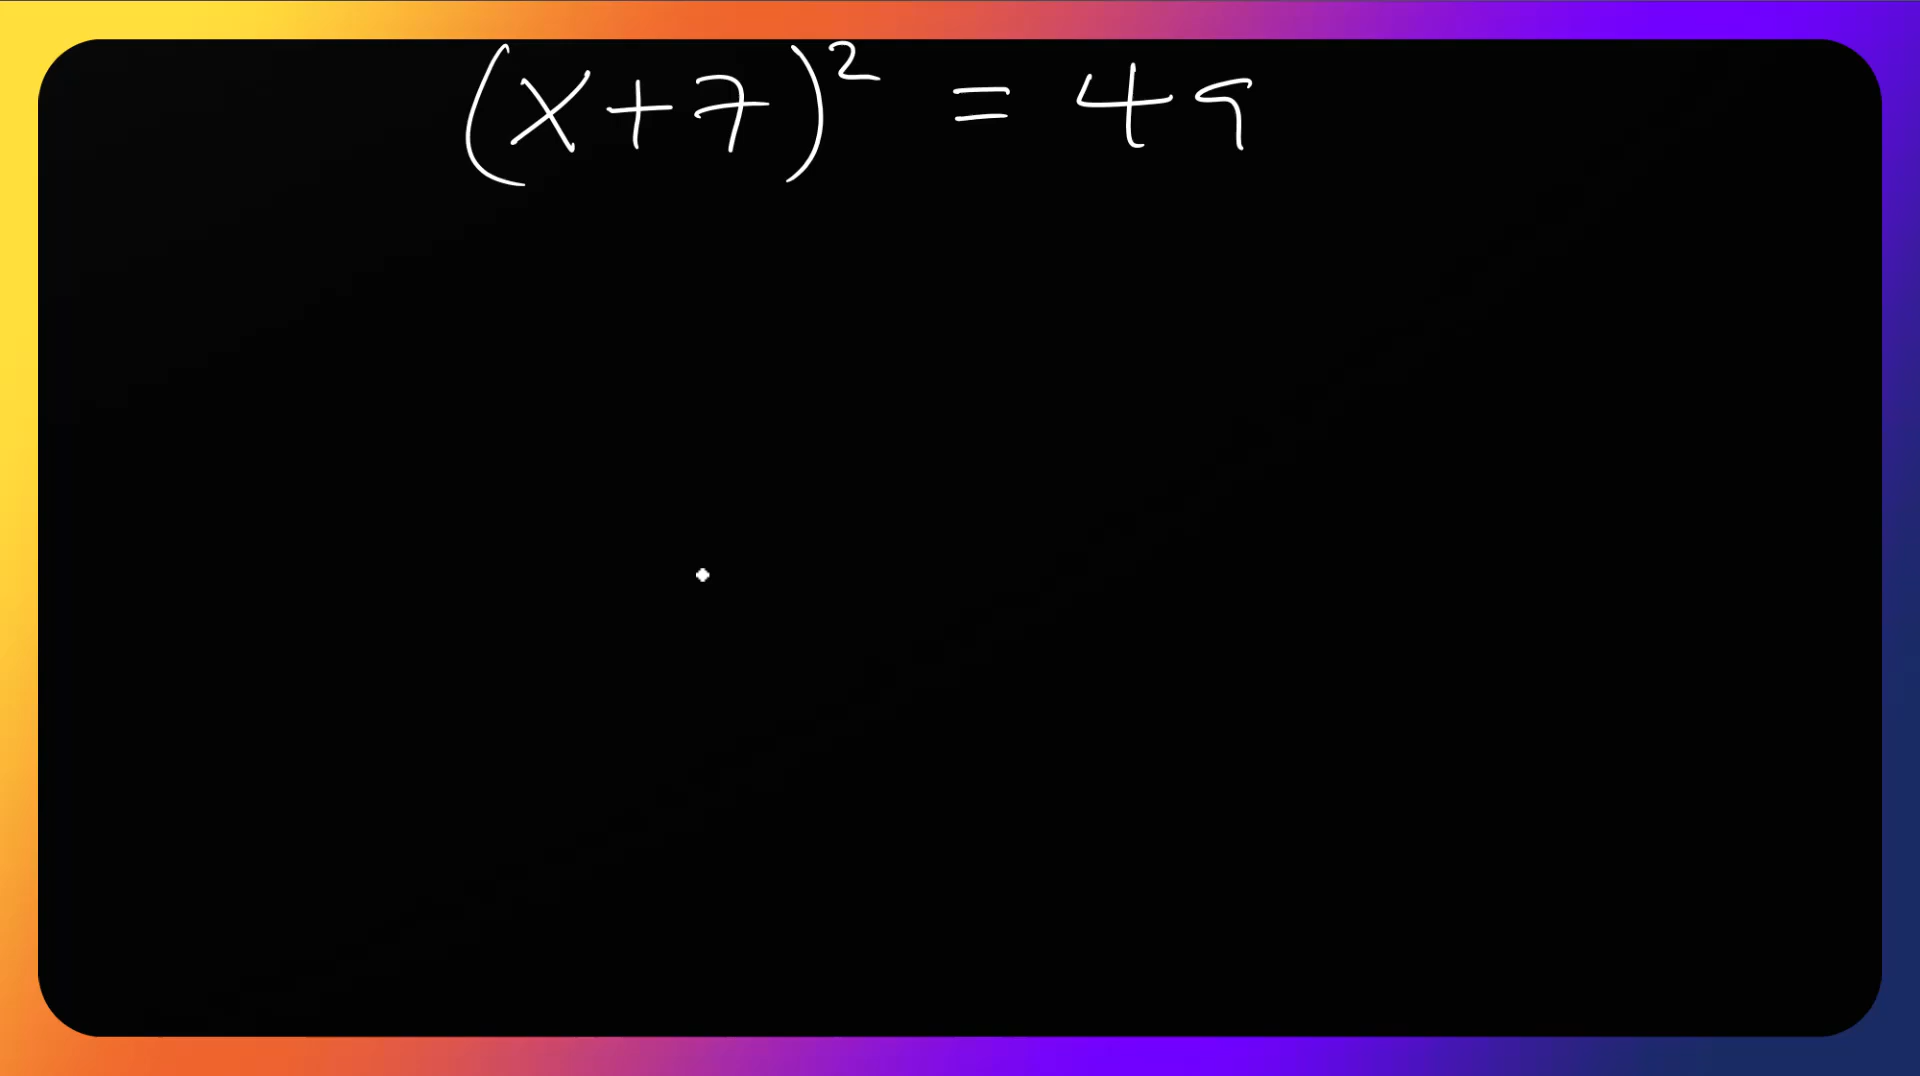 (x+7)² = 49